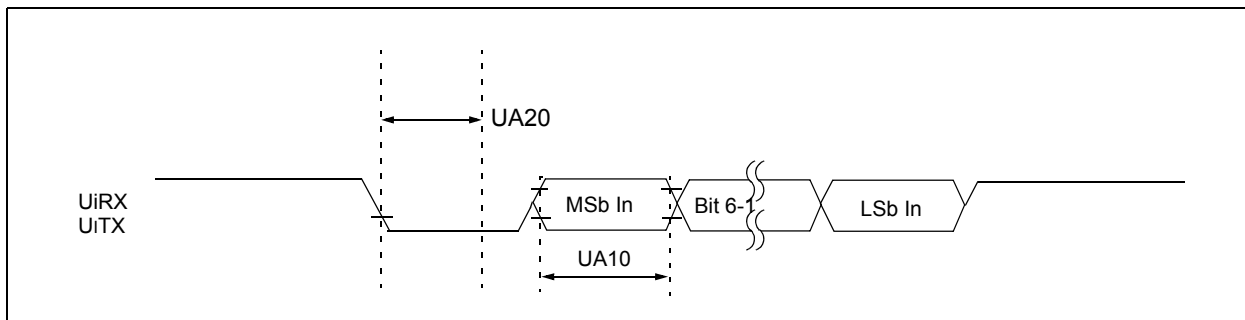 UA20
UiRX
UiTX
MSb In
Bit 6-1
LSb In
UA10